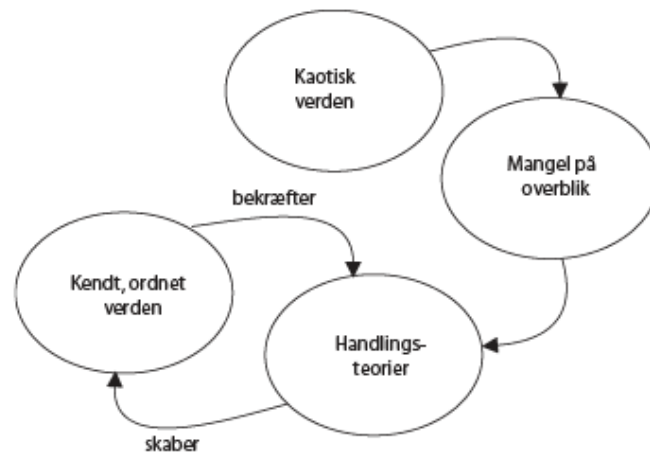 Kaotisk
verden
Mangel på
overblik
bekræfter
Kendt, ordnet
verden
Handlings-
teorier
skaber